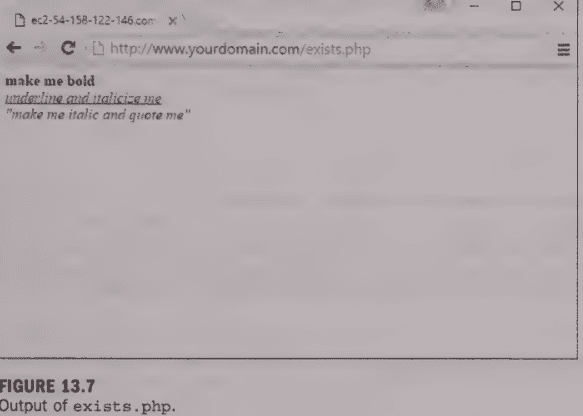 ec2-54-158-122-146.com
http://www.yourdomain.com/exists.php
make me bold
underline and italicize me
"make me italic and quote me"
FIGURE 13.7
Output of exists.php.